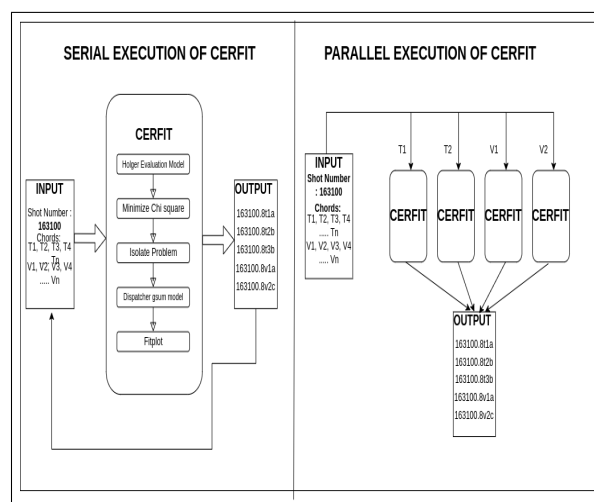 SERIAL EXECUTION OF CERFIT
CERFIT
Holger Evaluation Model
Minimize Chi square
Isolate Problem
Dispatcher gsum model
Fitplot
INPUT
Shot Number :
163100
Chords:
T1, T2, T3, T4
..... Tn
V1, V2, V3, V4
..... Vn
OUTPUT
163100.8t1a
163100.8t2b
163100.8t3b
163100.8v1a
163100.8v2c
PARALLEL EXECUTION OF CERFIT
INPUT
Shot Number
: 163100
Chords:
T1, T2, T3, T4
..... Tn
V1, V2, V3, V4
..... Vn
T1
T2
V1
V2
CERFIT
CERFIT
CERFIT
CERFIT
OUTPUT
163100.8t1a
163100.8t2b
163100.8t3b
163100.8v1a
163100.8v2c